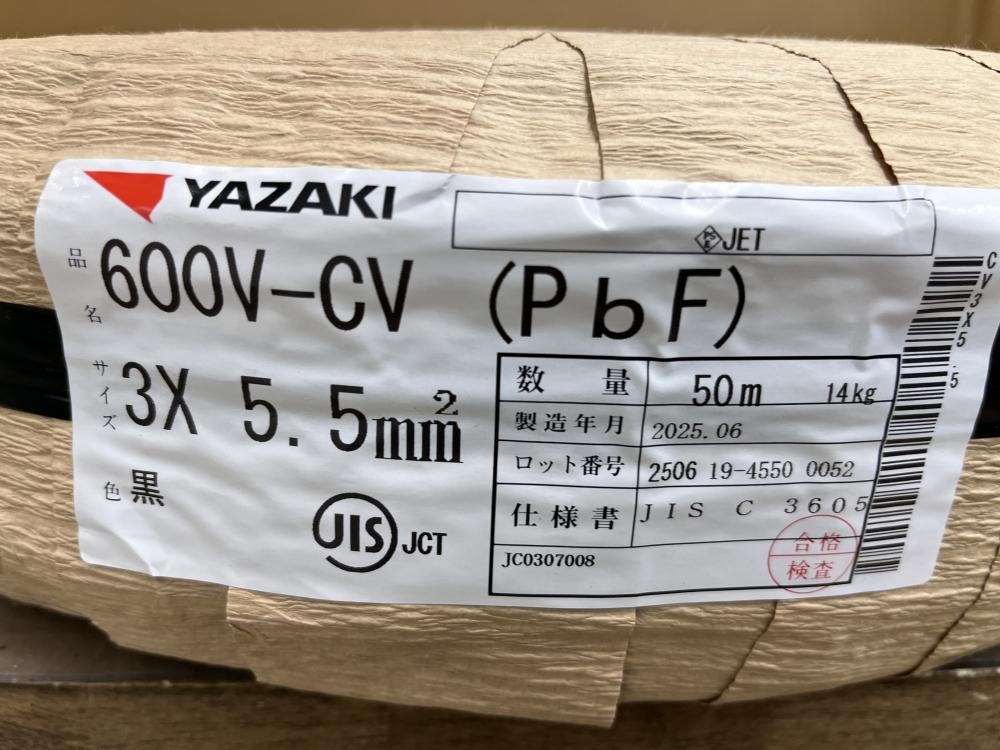 YAZAKI
PSE JET
品名 600V-CV (PbF)
サイズ 3X 5.5mm²
色 黒
JIS JCT
数量 50m 14kg
製造年月 2025.06
ロット番号 2506 19-4550 0052
仕様書 JIS C 3605
JC0307008
合格
検査
CV3X5.5